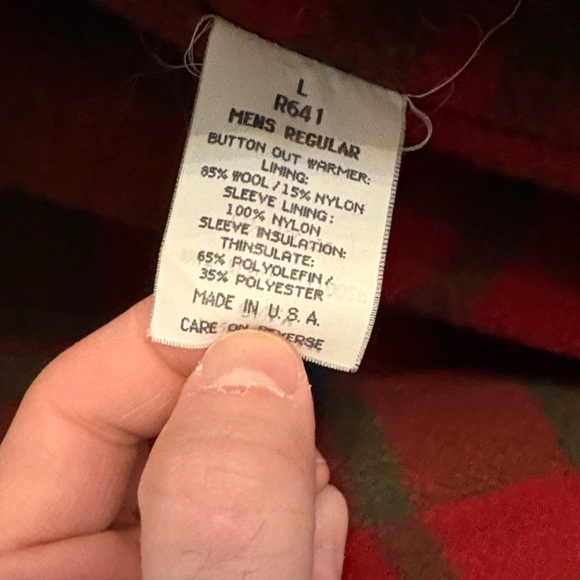 L
R641
MENS REGULAR
BUTTON OUT WARMER:
LINING:
85% WOOL / 15% NYLON
SLEEVE LINING:
100% NYLON
SLEEVE INSULATION:
THINSULATE:
65% POLYOLEFIN /
35% POLYESTER
MADE IN U.S.A.
CARE ON REVERSE